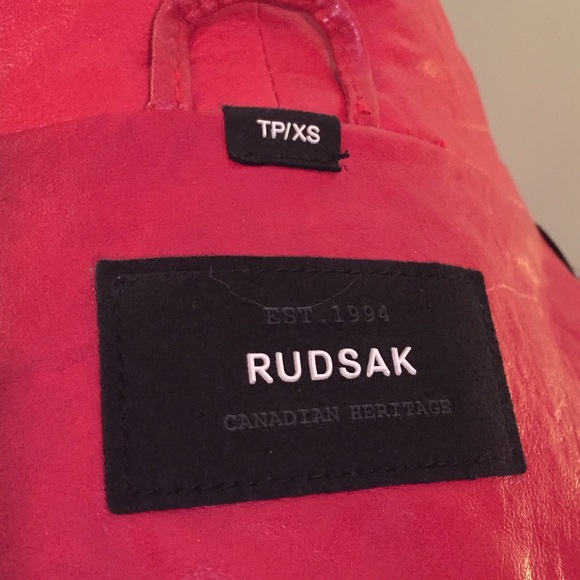 TP/XS
EST.1994
RUDSAK
CANADIAN HERITAGE